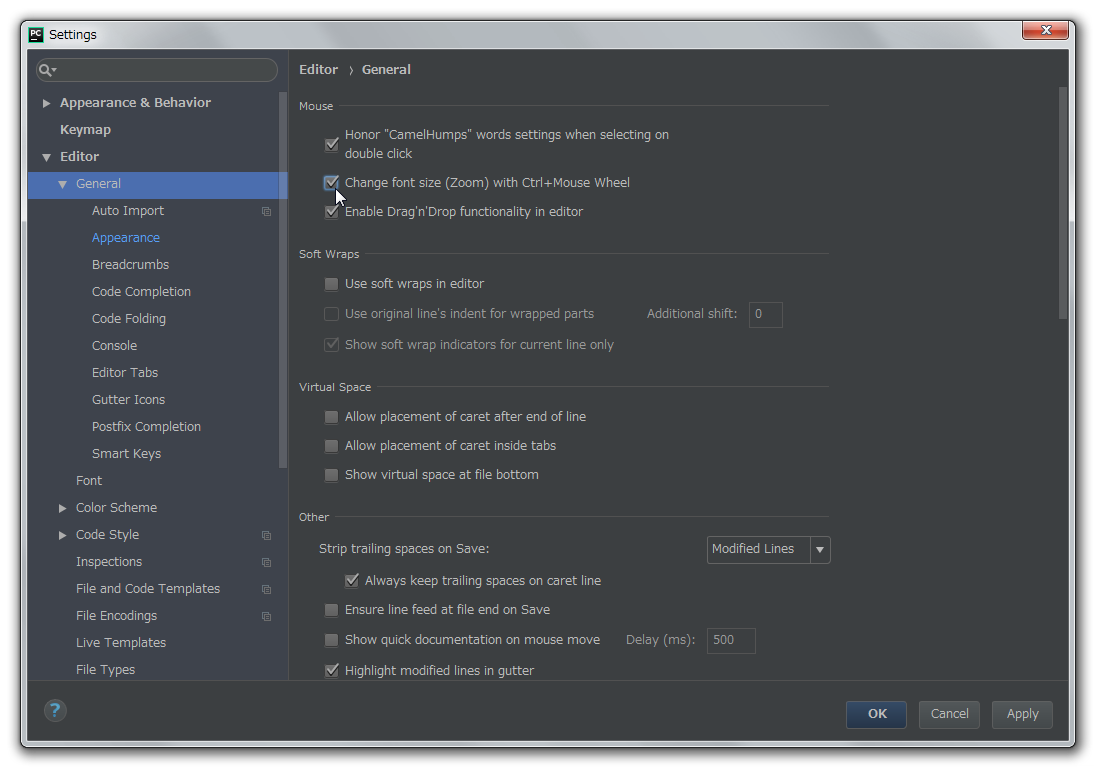 PC Settings
Appearance & Behavior
Keymap
Editor
General
Auto Import
Appearance
Breadcrumbs
Code Completion
Code Folding
Console
Editor Tabs
Gutter Icons
Postfix Completion
Smart Keys
Font
Color Scheme
Code Style
Inspections
File and Code Templates
File Encodings
Live Templates
File Types
Editor › General
Mouse
Honor "CamelHumps" words settings when selecting on
double click
Change font size (Zoom) with Ctrl+Mouse Wheel
Enable Drag'n'Drop functionality in editor
Soft Wraps
Use soft wraps in editor
Use original line's indent for wrapped parts Additional shift: 0
Show soft wrap indicators for current line only
Virtual Space
Allow placement of caret after end of line
Allow placement of caret inside tabs
Show virtual space at file bottom
Other
Strip trailing spaces on Save: Modified Lines
Always keep trailing spaces on caret line
Ensure line feed at file end on Save
Show quick documentation on mouse move Delay (ms): 500
Highlight modified lines in gutter
? OK Cancel Apply